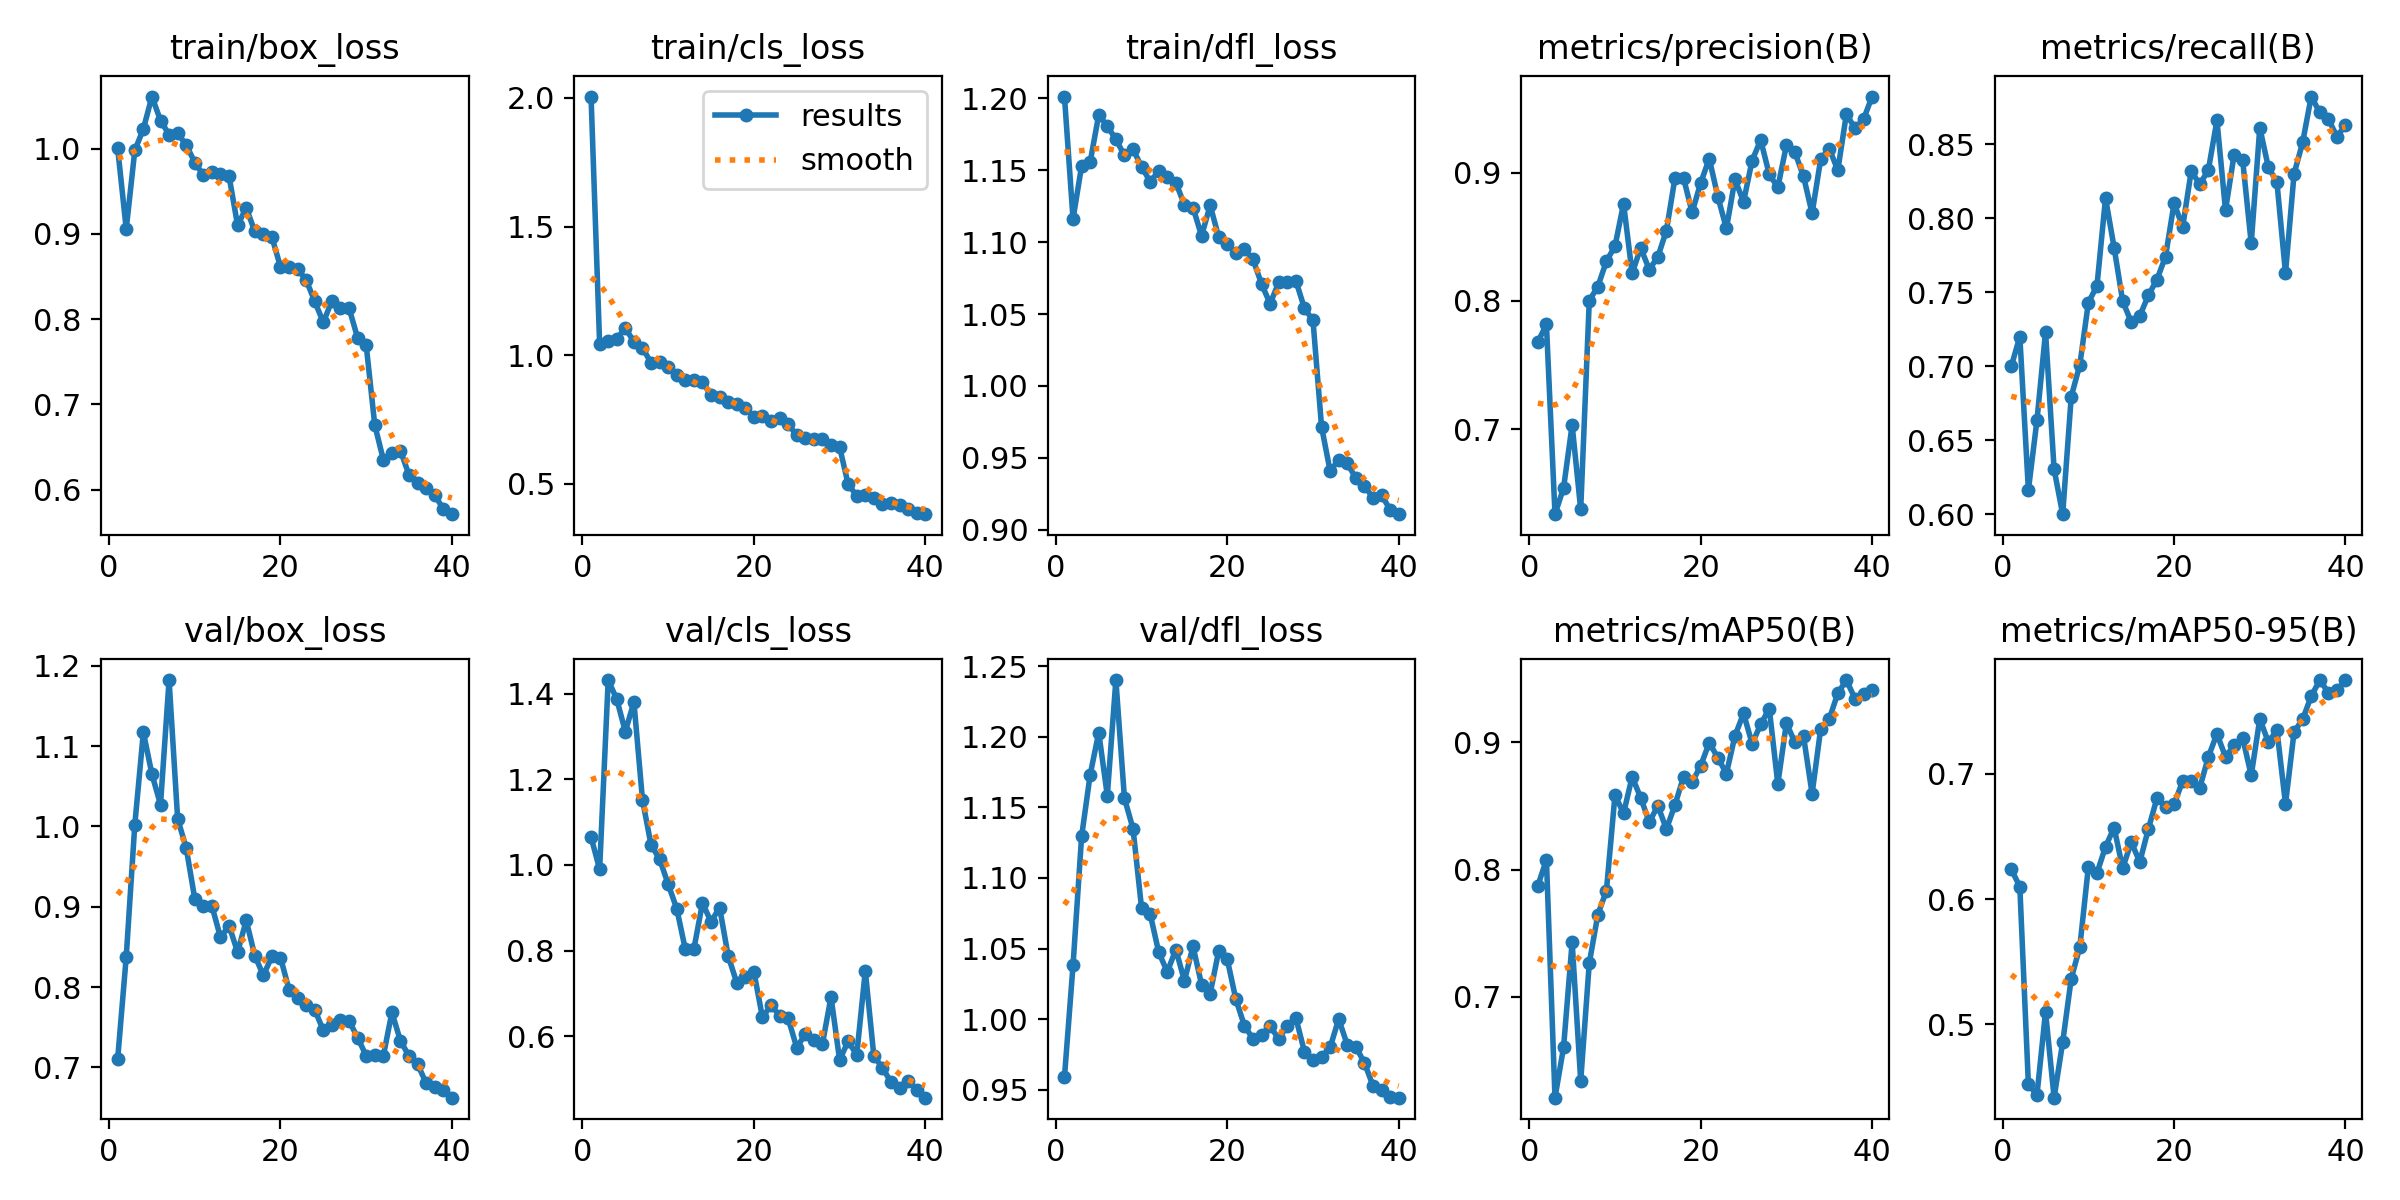 train/box_loss
1.0
0.9
0.8
0.7
0.6
0 20 40
train/cls_loss
results
smooth
2.0
1.5
1.0
0.5
0 20 40
train/dfl_loss
1.20
1.15
1.10
1.05
1.00
0.95
0.90
0 20 40
metrics/precision(B)
0.9
0.8
0.7
0 20 40
metrics/recall(B)
0.85
0.80
0.75
0.70
0.65
0.60
0 20 40
val/box_loss
1.2
1.1
1.0
0.9
0.8
0.7
0 20 40
val/cls_loss
1.4
1.2
1.0
0.8
0.6
0 20 40
val/dfl_loss
1.25
1.20
1.15
1.10
1.05
1.00
0.95
0 20 40
metrics/mAP50(B)
0.9
0.8
0.7
0 20 40
metrics/mAP50-95(B)
0.7
0.6
0.5
0 20 40